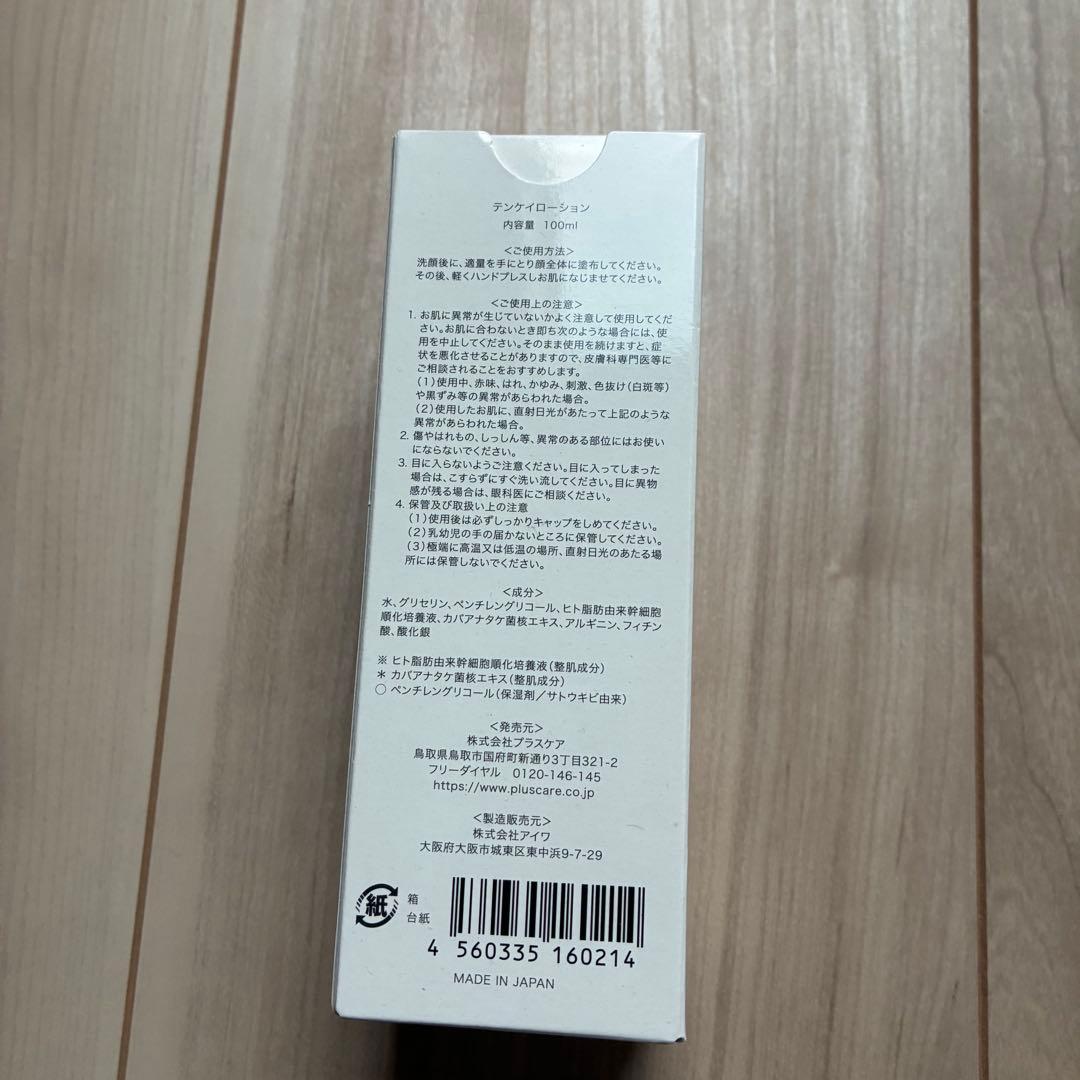 テンケイローション
内容量 100ml
＜ご使用方法＞
洗顔後に、適量を手にとり顔全体に塗布してください。
その後、軽くハンドプレスしお肌になじませてください。
＜ご使用上の注意＞
1. お肌に異常が生じていないかよく注意して使用してくだ
さい。お肌に合わないとき即ち次のような場合には、使
用を中止してください。そのまま使用を続けますと、症
状を悪化させることがありますので、皮膚科専門医等に
ご相談されることをおすすめします。
(1)使用中、赤味、はれ、かゆみ、刺激、色抜け(白斑等)
や黒ずみ等の異常があらわれた場合。
(2)使用したお肌に、直射日光があたって上記のような
異常があらわれた場合。
2. 傷やはれもの、しっしん等、異常のある部位にはお使い
にならないでください。
3. 目に入らないようご注意ください。目に入ってしまった
場合は、こすらずにすぐ洗い流してください。目に異物
感が残る場合は、眼科医にご相談ください。
4. 保管及び取扱い上の注意
(1)使用後は必ずしっかりキャップをしめてください。
(2)乳幼児の手の届かないところに保管してください。
(3)極端に高温又は低温の場所、直射日光のあたる場
所には保管しないでください。
＜成分＞
水、グリセリン、ペンチレングリコール、ヒト脂肪由来幹細胞
順化培養液、カバアナタケ菌核エキス、アルギニン、フィチン
酸、酸化銀
※ ヒト脂肪由来幹細胞順化培養液(整肌成分)
＊ カバアナタケ菌核エキス(整肌成分)
○ ペンチレングリコール(保湿剤／サトウキビ由来)
＜発売元＞
株式会社プラスケア
鳥取県鳥取市国府町新通り3丁目321-2
フリーダイヤル 0120-146-145
https://www.pluscare.co.jp
＜製造販売元＞
株式会社アイワ
大阪府大阪市城東区東中浜9-7-29
紙
箱
台紙
4 560335 160214
MADE IN JAPAN